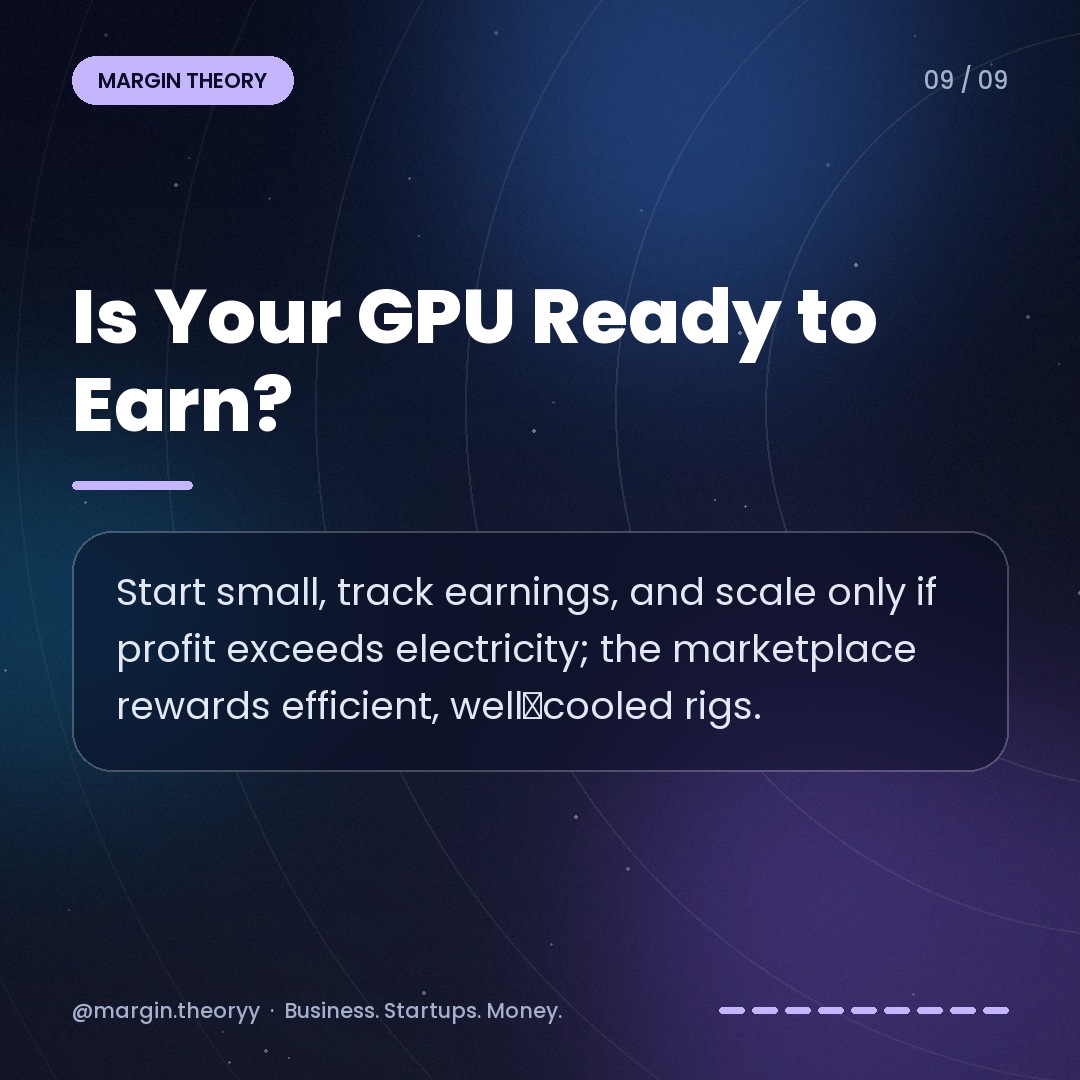 MARGIN THEORY
09 / 09
Is Your GPU Ready to
Earn?
Start small, track earnings, and scale only if
profit exceeds electricity; the marketplace
rewards efficient, well☒cooled rigs.
@margin.theoryy · Business. Startups. Money.